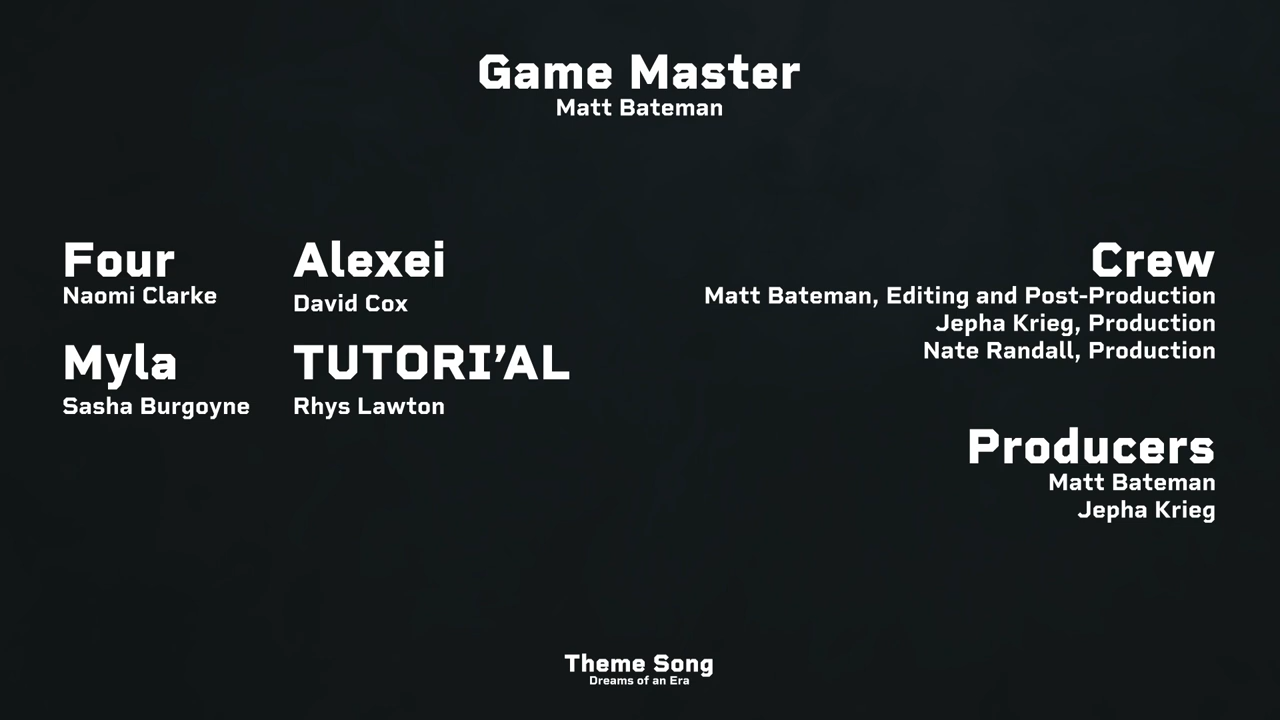 Game Master
Matt Bateman
Four
Naomi Clarke
Alexei
David Cox
Myla
Sasha Burgoyne
TUTORI’AL
Rhys Lawton
Crew
Matt Bateman, Editing and Post-Production
Jepha Krieg, Production
Nate Randall, Production
Producers
Matt Bateman
Jepha Krieg
Theme Song
Dreams of an Era